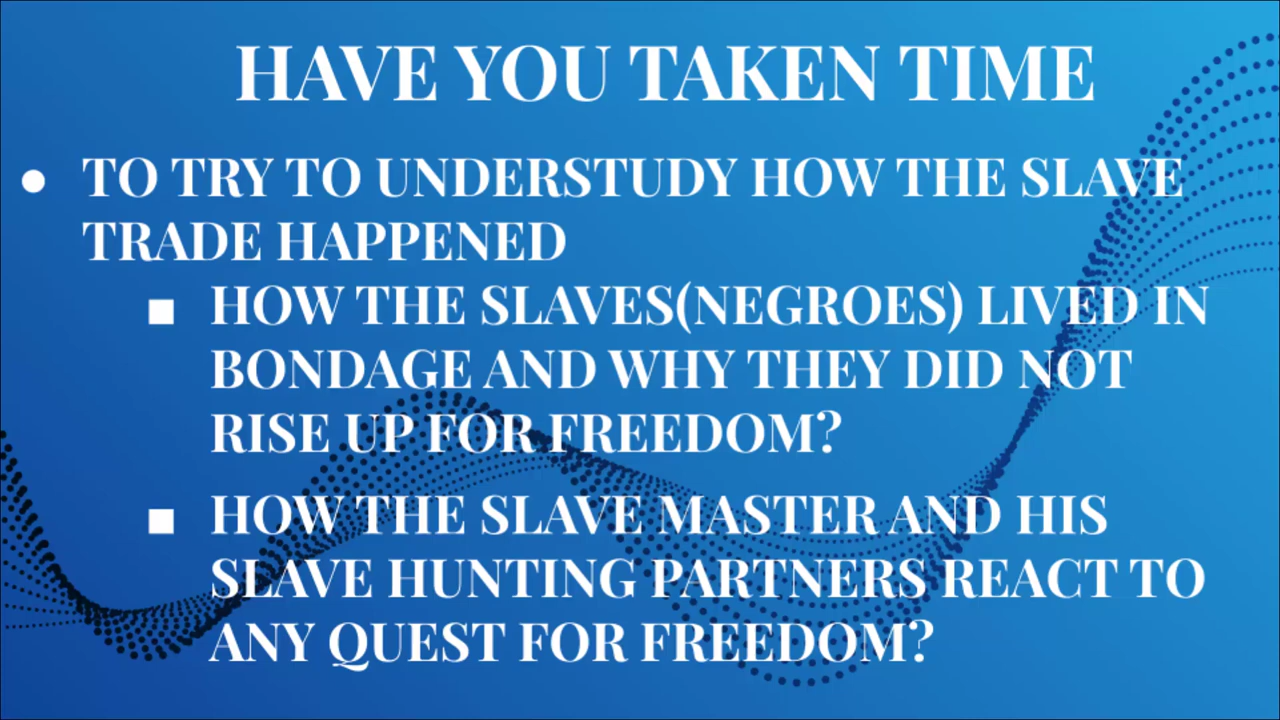 HAVE YOU TAKEN TIME
● TO TRY TO UNDERSTUDY HOW THE SLAVE
TRADE HAPPENED
■ HOW THE SLAVES(NEGROES) LIVED IN
BONDAGE AND WHY THEY DID NOT
RISE UP FOR FREEDOM?
■ HOW THE SLAVE MASTER AND HIS
SLAVE HUNTING PARTNERS REACT TO
ANY QUEST FOR FREEDOM?